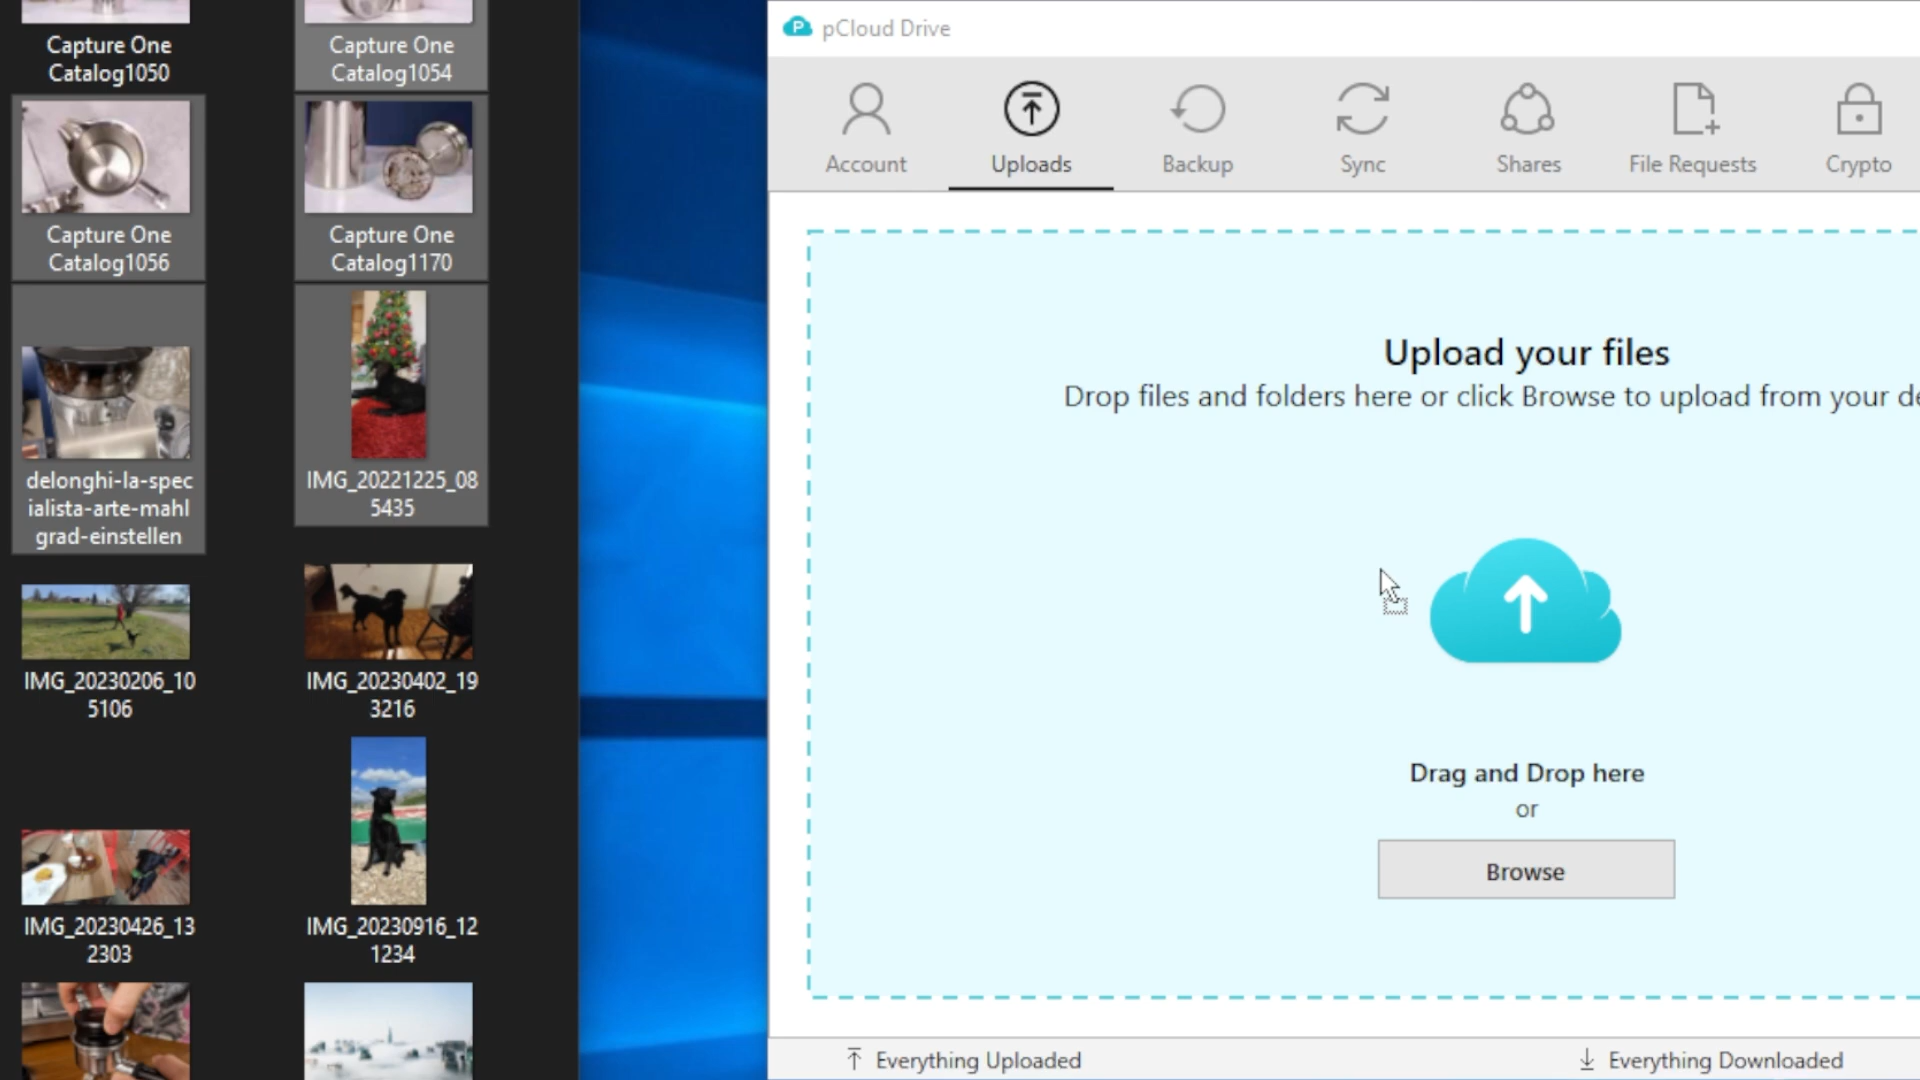 Capture One
Catalog1050
Capture One
Catalog1054
Capture One
Catalog1056
Capture One
Catalog1170
delonghi-la-spec
ialista-arte-mahl
grad-einstellen
IMG_20221225_08
5435
IMG_20230206_10
5106
IMG_20230402_19
3216
IMG_20230426_13
2303
IMG_20230916_12
1234
P pCloud Drive
Account
Uploads
Backup
Sync
Shares
File Requests
Crypto
Upload your files
Drop files and folders here or click Browse to upload from your de
Drag and Drop here
or
Browse
Everything Uploaded
Everything Downloaded